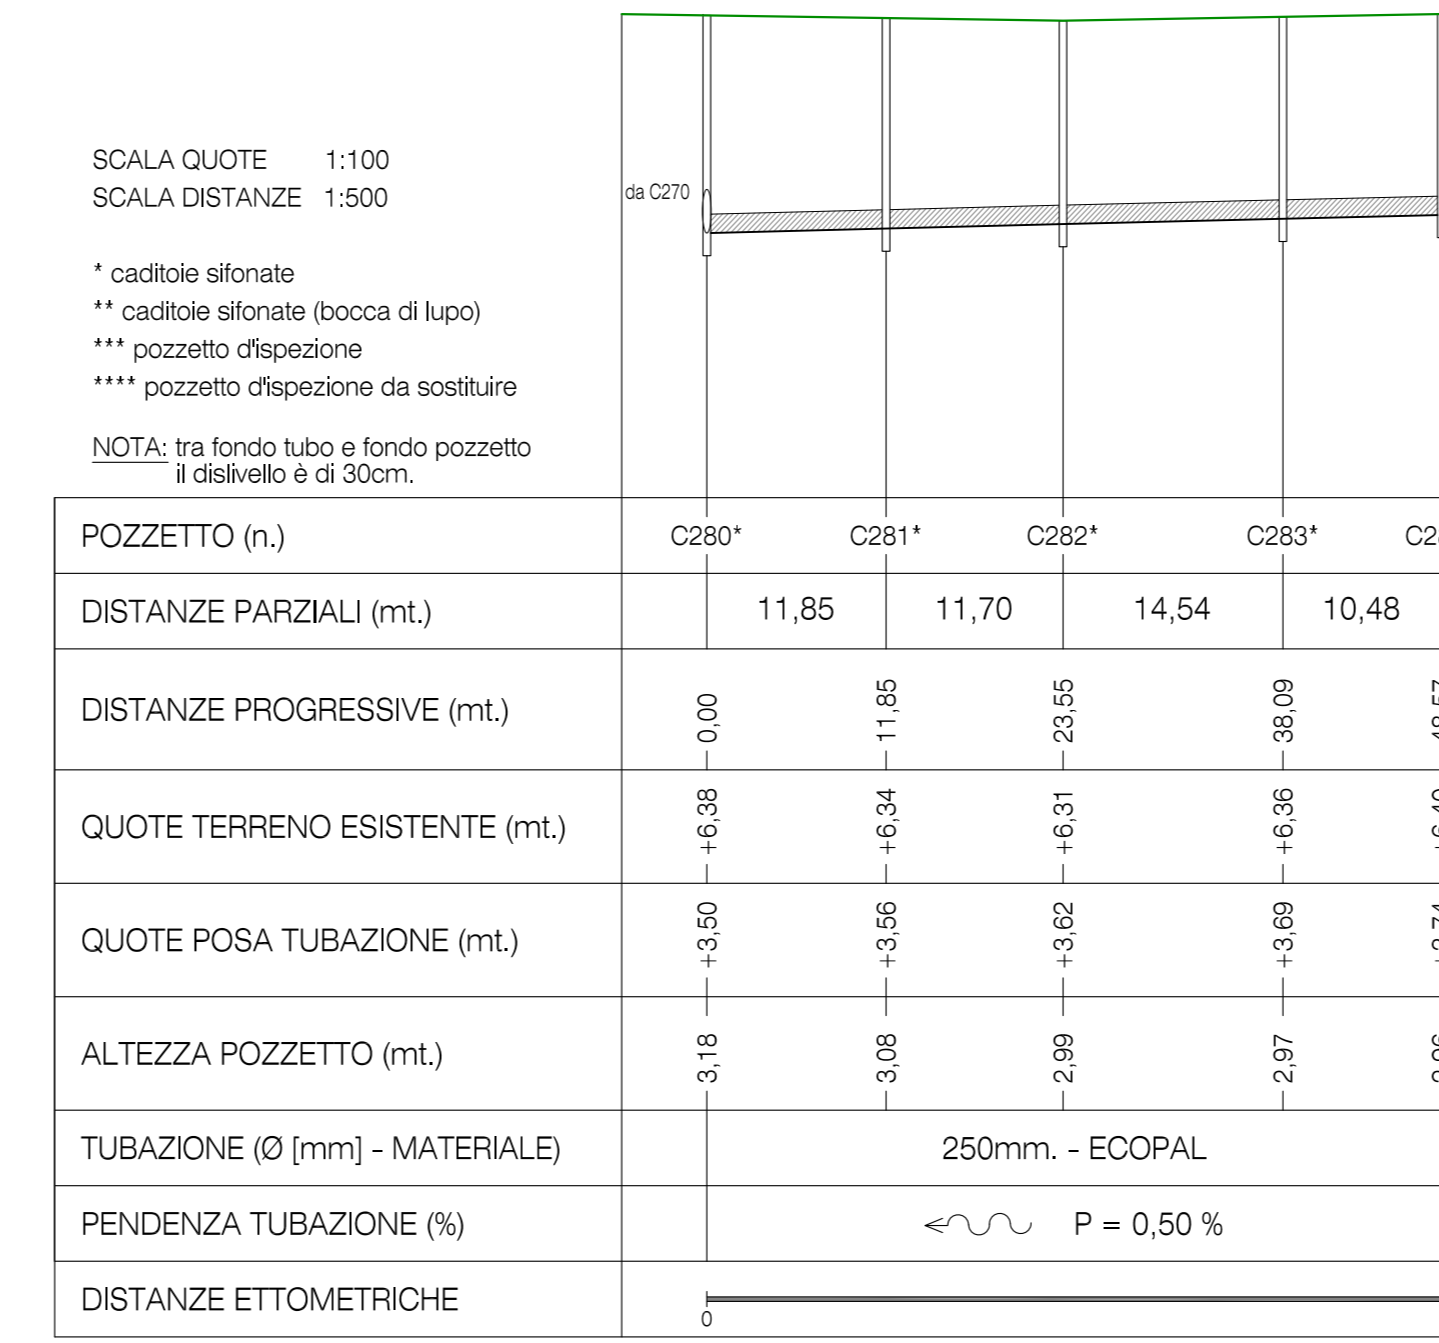 SCALA QUOTE 1:100
SCALA DISTANZE 1:500
da C270
* caditoie sifonate
** caditoie sifonate (bocca di lupo)
*** pozzetto d'ispezione
**** pozzetto d'ispezione da sostituire
NOTA: tra fondo tubo e fondo pozzetto
il dislivello è di 30cm.
POZZETTO (n.) C280* C281* C282* C283*
DISTANZE PARZIALI (mt.) 11,85 11,70 14,54 10,48
DISTANZE PROGRESSIVE (mt.) 0,00 11,85 23,55 38,09
QUOTE TERRENO ESISTENTE (mt.) +6,38 +6,34 +6,31 +6,36
QUOTE POSA TUBAZIONE (mt.) +3,50 +3,56 +3,62 +3,69
ALTEZZA POZZETTO (mt.) 3,18 3,08 2,99 2,97
TUBAZIONE (Ø [mm] - MATERIALE) 250mm. - ECOPAL
PENDENZA TUBAZIONE (%) P = 0,50 %
DISTANZE ETTOMETRICHE 0